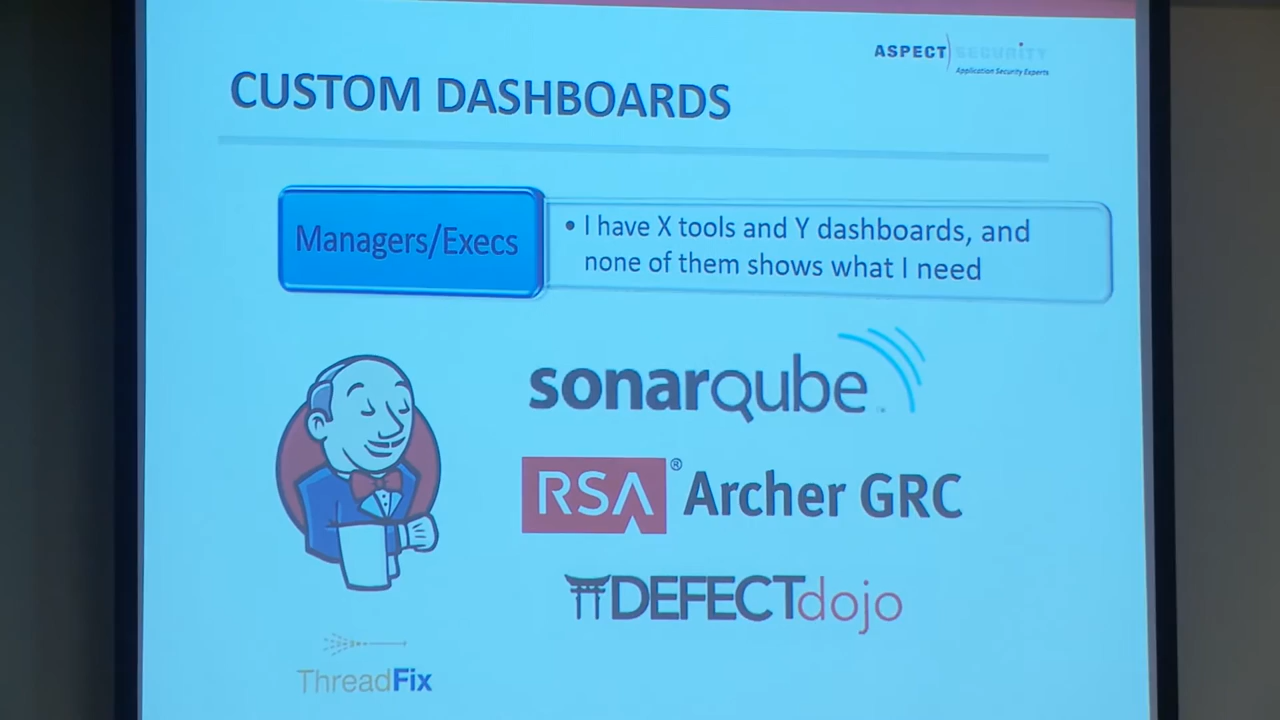 ASPECT SECURITY
Application Security Experts
CUSTOM DASHBOARDS
Managers/Execs
• I have X tools and Y dashboards, and
none of them shows what I need
sonarqube
RSA® Archer GRC
DEFECTdojo
ThreadFix